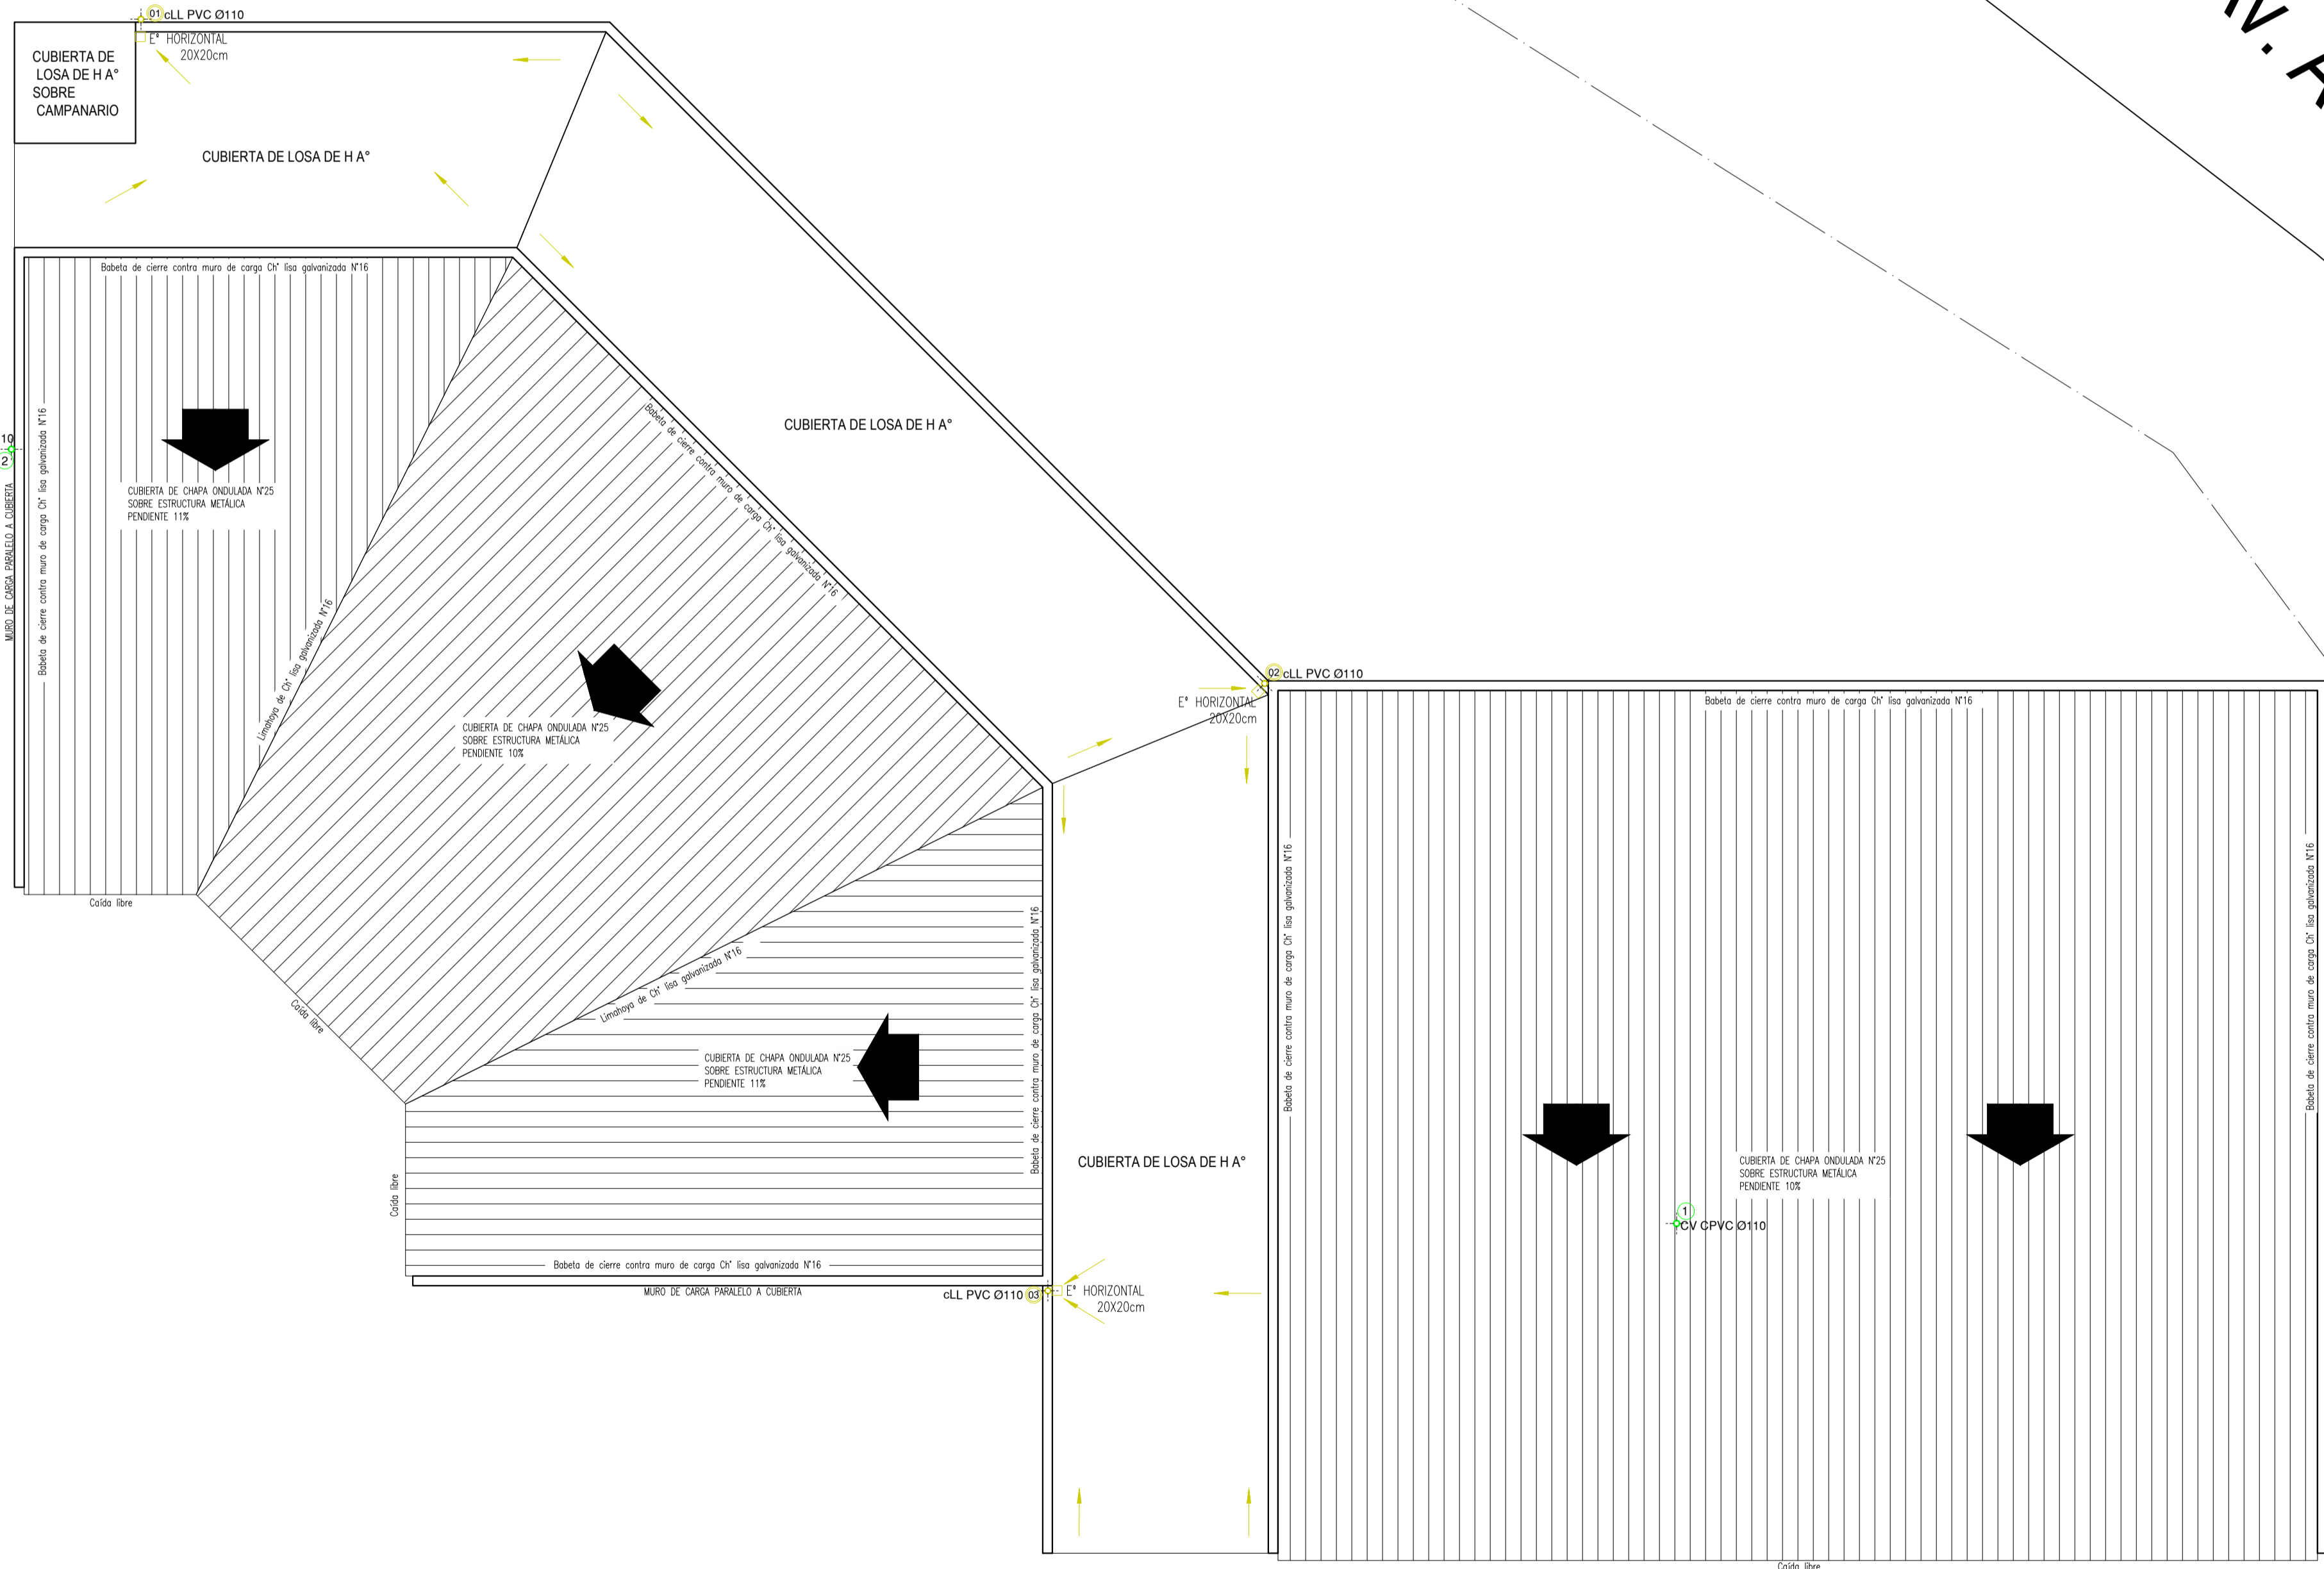 01 cLL PVC Ø110
E° HORIZONTAL
20X20cm
CUBIERTA DE
LOSA DE H A°
SOBRE
CAMPANARIO
CUBIERTA DE LOSA DE H A°
Babeta de cierre contra muro de carga Ch° lisa galvanizada N°16
Babeta de cierre contra muro de carga Ch° lisa galvanizada N°16
10
2
MURO DE CARGA PARALELO A CUBIERTA
CUBIERTA DE CHAPA ONDULADA N°25
SOBRE ESTRUCTURA METÁLICA
PENDIENTE 11%
Limahoya de Ch° lisa galvanizada N°16
Caída libre
Babeta de cierre contra muro de carga Ch° lisa galvanizada N°16
CUBIERTA DE LOSA DE H A°
CUBIERTA DE CHAPA ONDULADA N°25
SOBRE ESTRUCTURA METÁLICA
PENDIENTE 10%
Caída libre
Limahoya de Ch° lisa galvanizada N°16
CUBIERTA DE CHAPA ONDULADA N°25
SOBRE ESTRUCTURA METÁLICA
PENDIENTE 11%
Babeta de cierre contra muro de carga Ch° lisa galvanizada N°16
Caída libre
Babeta de cierre contra muro de carga Ch° lisa galvanizada N°16
MURO DE CARGA PARALELO A CUBIERTA
cLL PVC Ø110 03
E° HORIZONTAL
20X20cm
CUBIERTA DE LOSA DE H A°
02 cLL PVC Ø110
E° HORIZONTAL
20X20cm
Babeta de cierre contra muro de carga Ch° lisa galvanizada N°16
Babeta de cierre contra muro de carga Ch° lisa galvanizada N°16
CUBIERTA DE CHAPA ONDULADA N°25
SOBRE ESTRUCTURA METÁLICA
PENDIENTE 10%
1
CV CPVC Ø110
Babeta de cierre contra muro de carga Ch° lisa galvanizada N°16
Caída libre